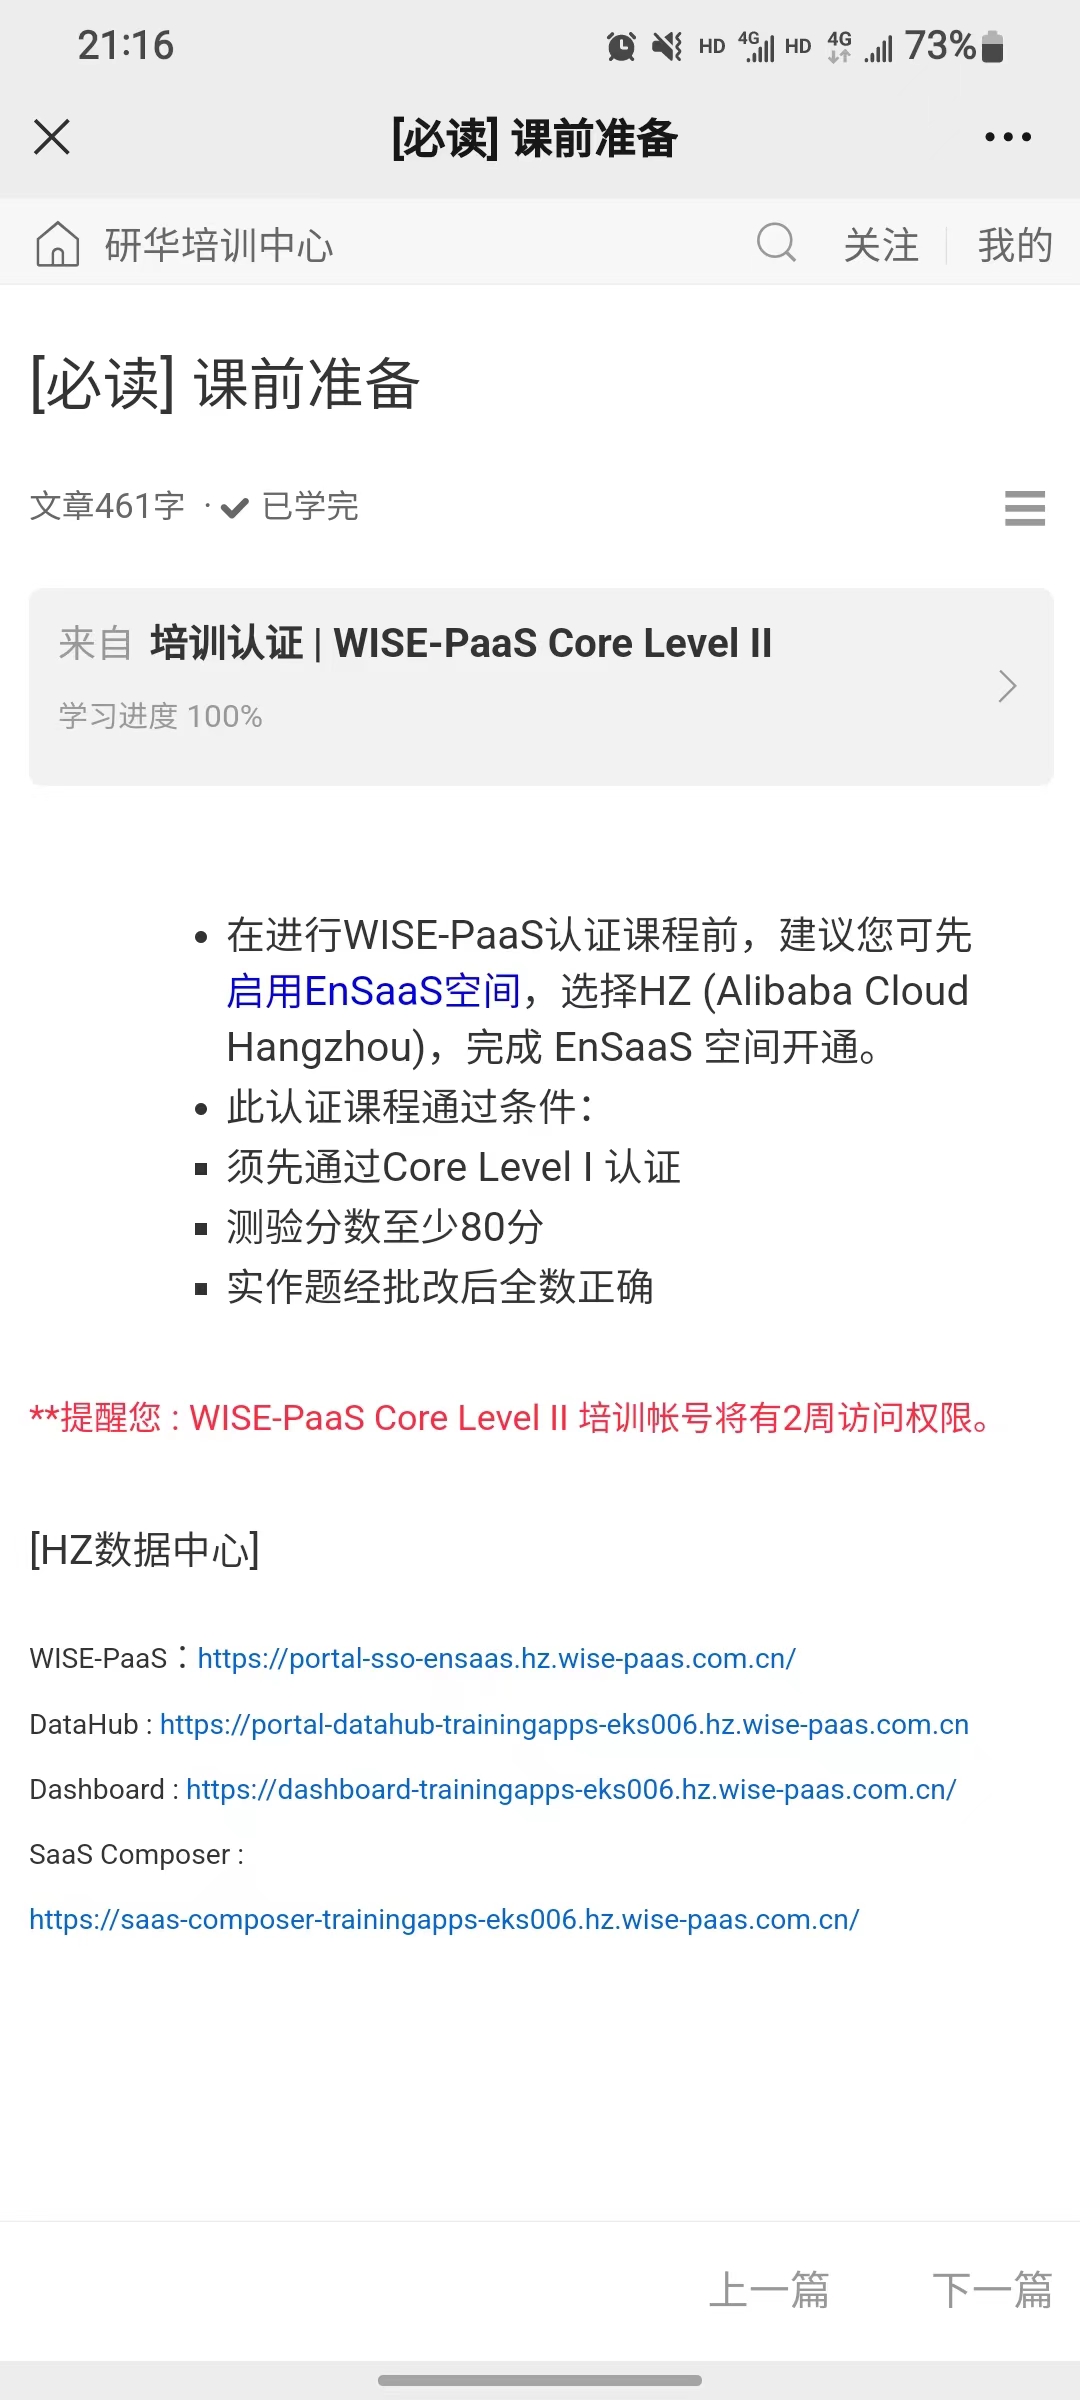 21:16
HD 4G HD 4G 73%
[必读] 课前准备
研华培训中心 关注 我的
[必读] 课前准备
文章461字 · 已学完
来自 培训认证 | WISE-PaaS Core Level II
学习进度 100%
• 在进行WISE-PaaS认证课程前，建议您可先
启用EnSaaS空间，选择HZ (Alibaba Cloud
Hangzhou)，完成 EnSaaS 空间开通。
• 此认证课程通过条件：
▪ 须先通过Core Level I 认证
▪ 测验分数至少80分
▪ 实作题经批改后全数正确
**提醒您 : WISE-PaaS Core Level II 培训帐号将有2周访问权限。
[HZ数据中心]
WISE-PaaS：https://portal-sso-ensaas.hz.wise-paas.com.cn/
DataHub : https://portal-datahub-trainingapps-eks006.hz.wise-paas.com.cn
Dashboard : https://dashboard-trainingapps-eks006.hz.wise-paas.com.cn/
SaaS Composer :
https://saas-composer-trainingapps-eks006.hz.wise-paas.com.cn/
上一篇 下一篇